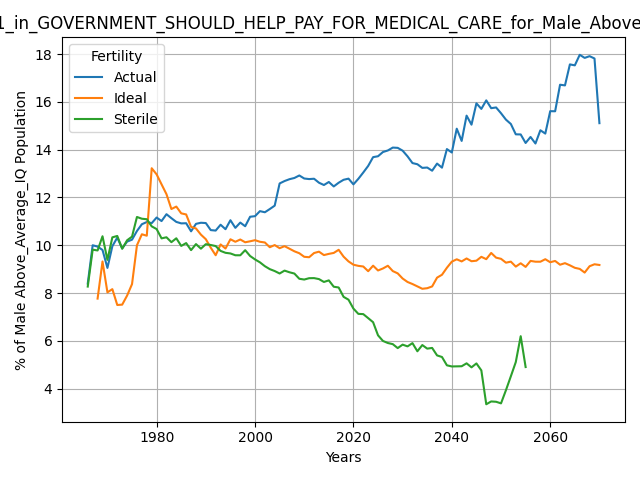 1_in_GOVERNMENT_SHOULD_HELP_PAY_FOR_MEDICAL_CARE_for_Male_Above
Fertility
Actual
Ideal
Sterile
% of Male Above_Average_IQ Population
18
16
14
12
10
8
6
4
1980 2000 2020 2040 2060
Years